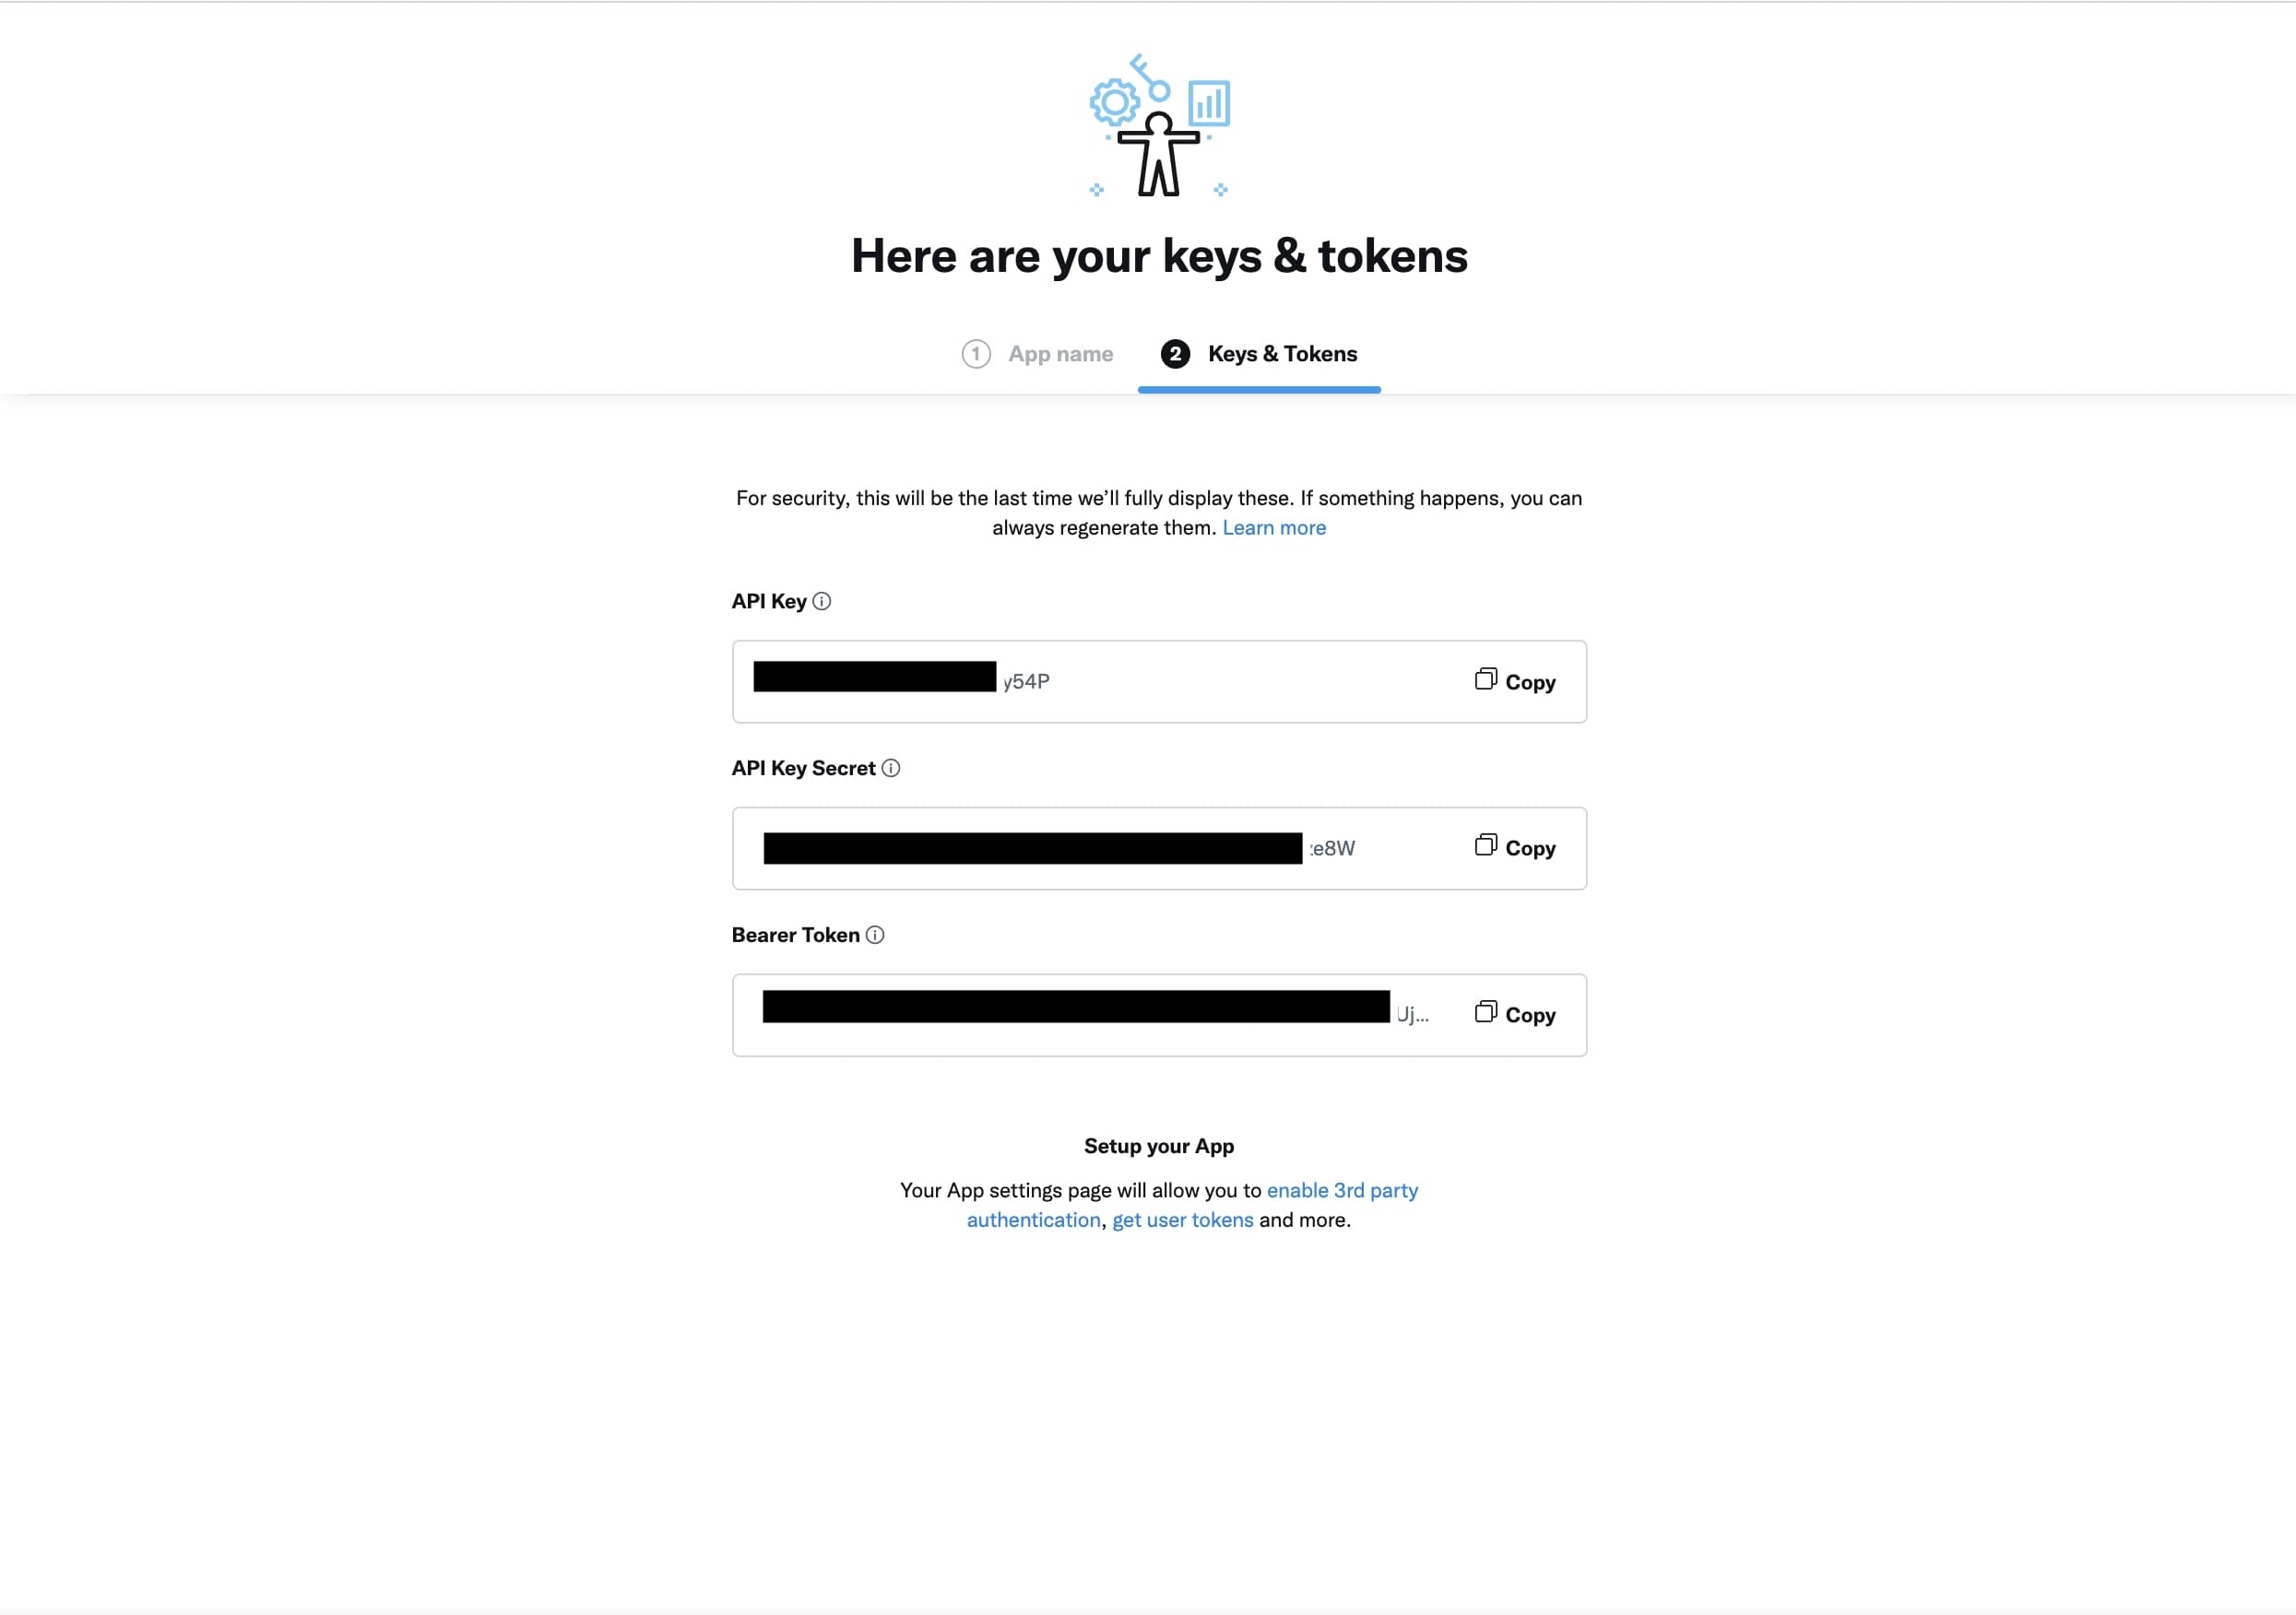 Here are your keys & tokens
1 App name 2 Keys & Tokens
For security, this will be the last time we’ll fully display these. If something happens, you can
always regenerate them. Learn more
API Key
y54P Copy
API Key Secret
e8W Copy
Bearer Token
Uj... Copy
Setup your App
Your App settings page will allow you to enable 3rd party
authentication, get user tokens and more.